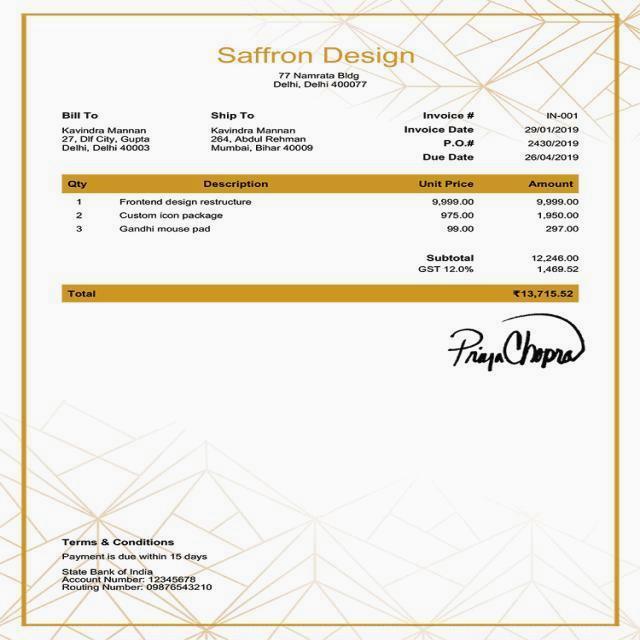 Saffron Design
77 Namrata Bldg
Delhi, Delhi 400077
Bill To
Kavindra Mannan
27, Dlf City, Gupta
Delhi, Delhi 40003
Ship To
Kavindra Mannan
264, Abdul Rehman
Mumbai, Bihar 40009
Invoice # IN-001
Invoice Date 29/01/2019
P.O.# 2430/2019
Due Date 26/04/2019
Qty Description Unit Price Amount
1 Frontend design restructure 9,999.00 9,999.00
2 Custom icon package 975.00 1,950.00
3 Gandhi mouse pad 99.00 297.00
Subtotal 12,246.00
GST 12.0% 1,469.52
Total ₹13,715.52
Priya Chopra
Terms & Conditions
Payment is due within 15 days
State Bank of India
Account Number: 12345678
Routing Number: 09876543210